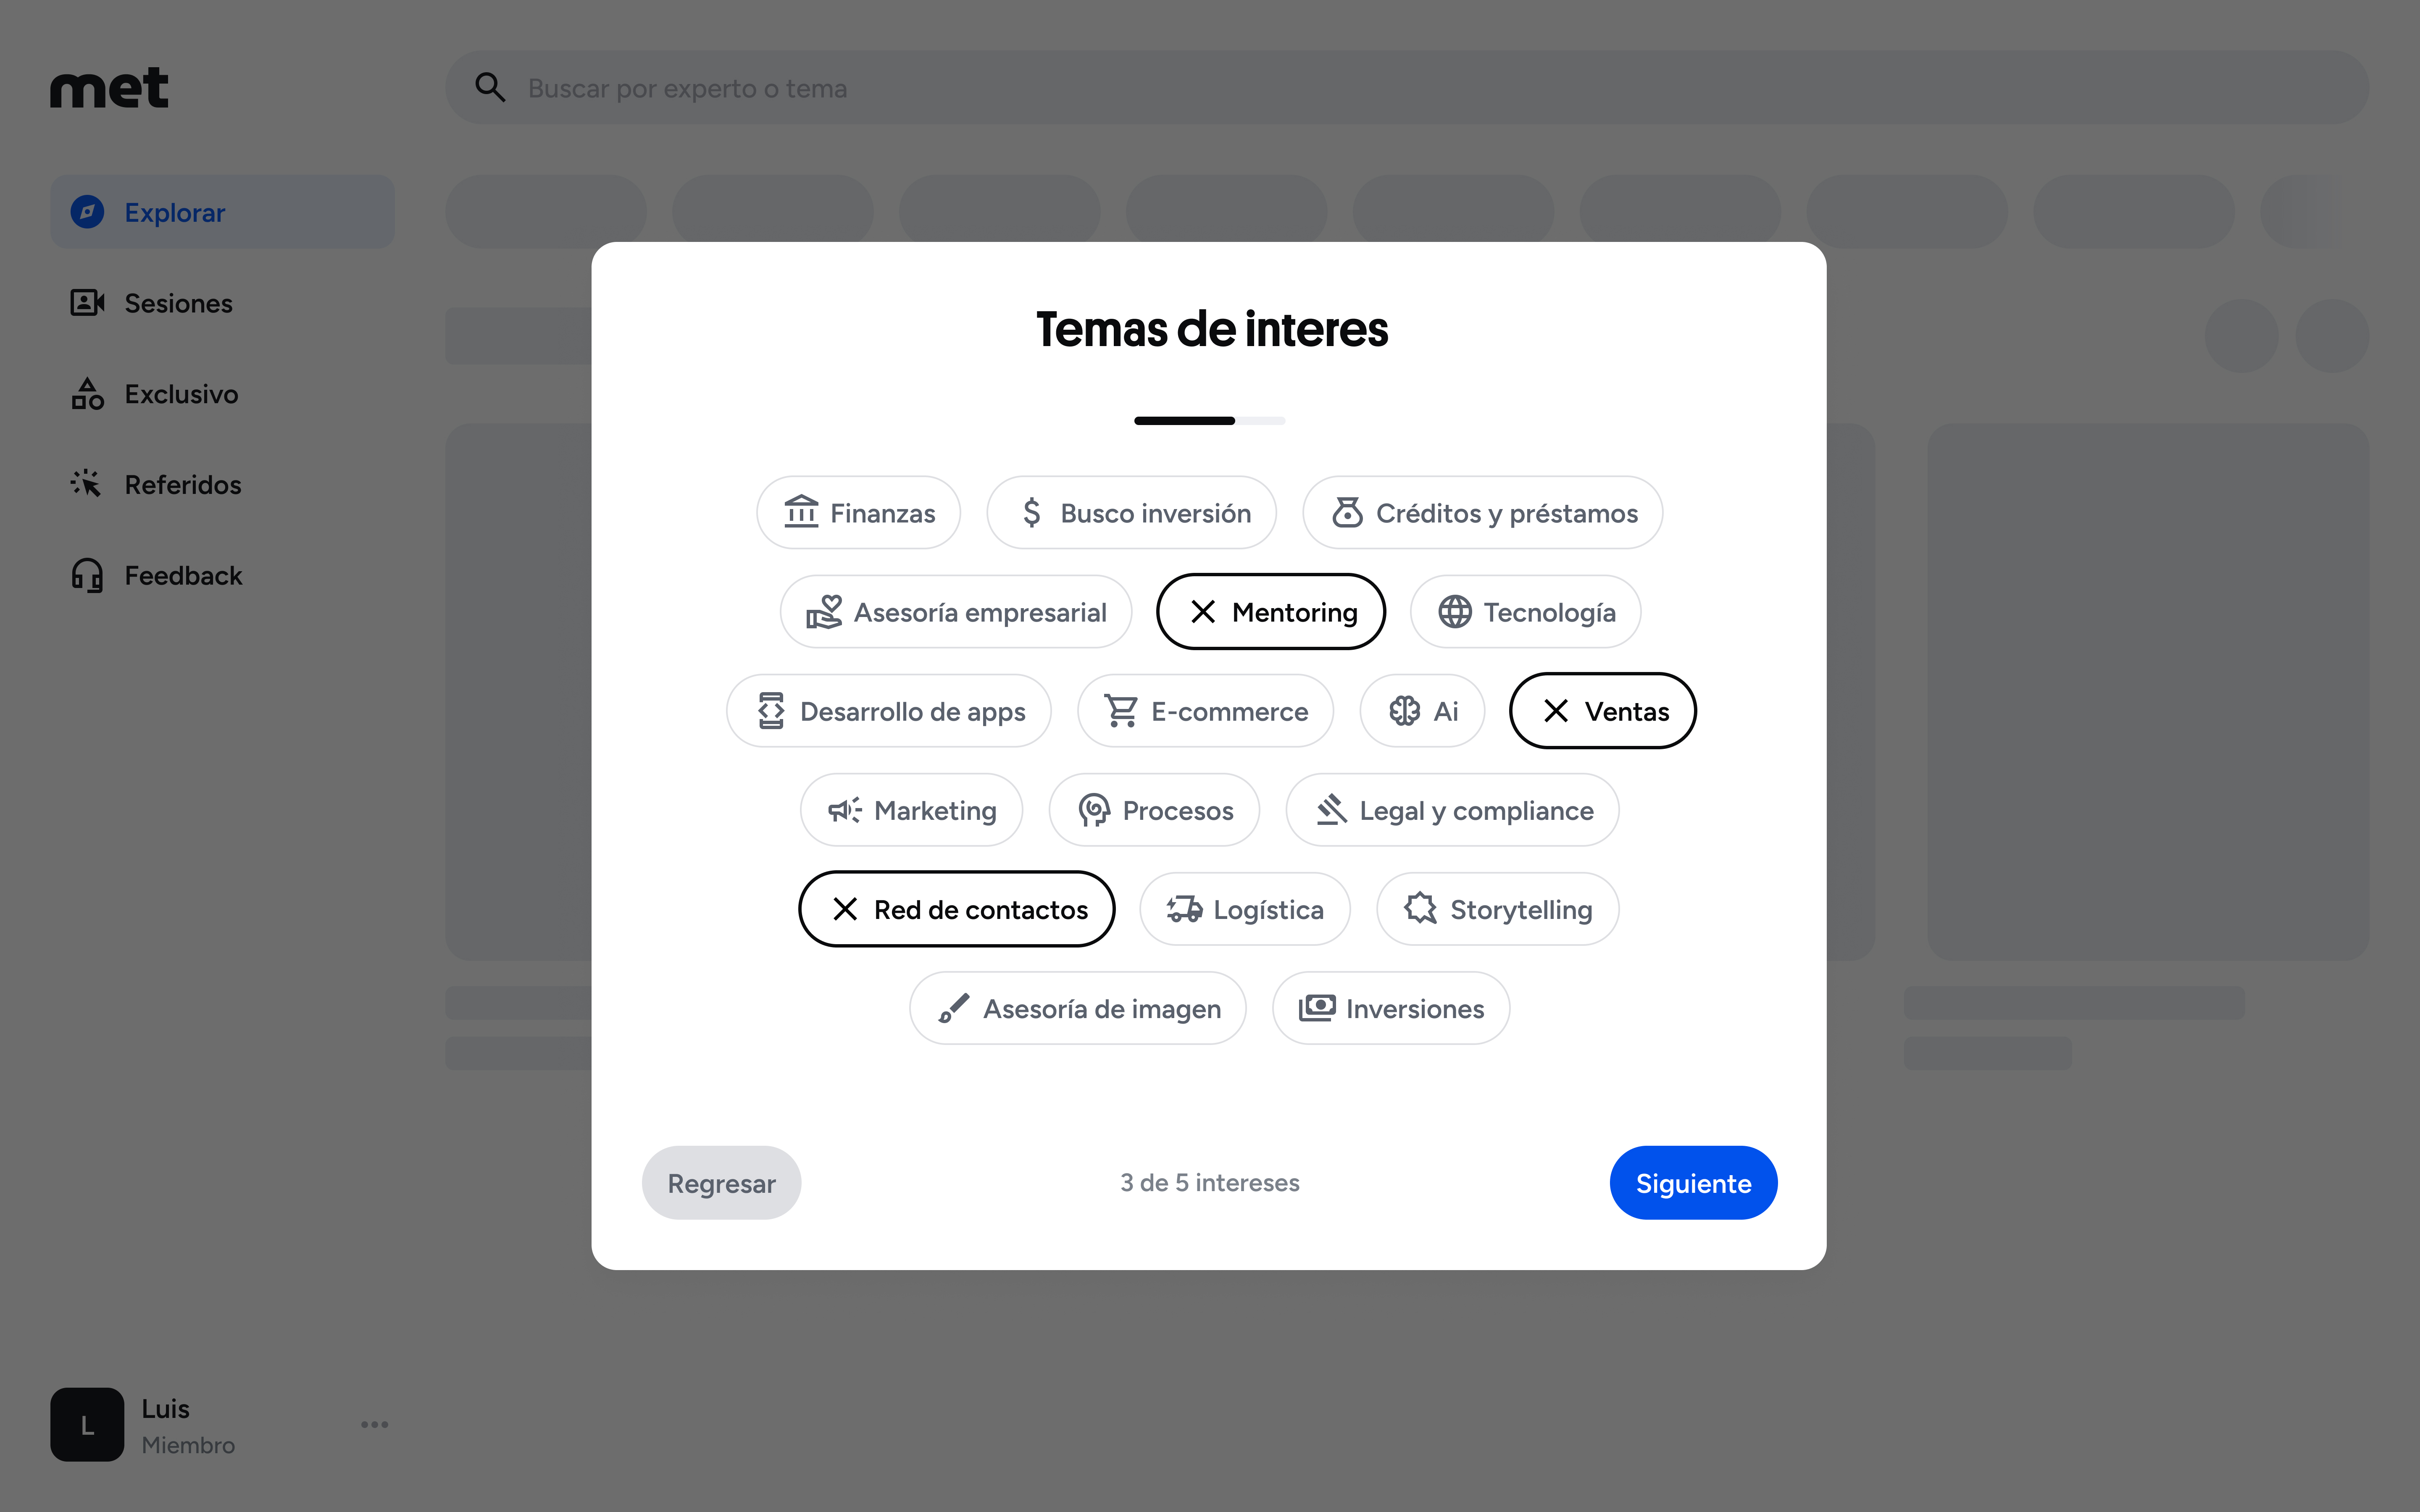 met
Buscar por experto o tema
Explorar
Sesiones
Exclusivo
Referidos
Feedback
Temas de interes
Finanzas
Busco inversión
Créditos y préstamos
Asesoría empresarial
Mentoring
Tecnología
Desarrollo de apps
E-commerce
Ai
Ventas
Marketing
Procesos
Legal y compliance
Red de contactos
Logística
Storytelling
Asesoría de imagen
Inversiones
Regresar
3 de 5 intereses
Siguiente
L
Luis
Miembro